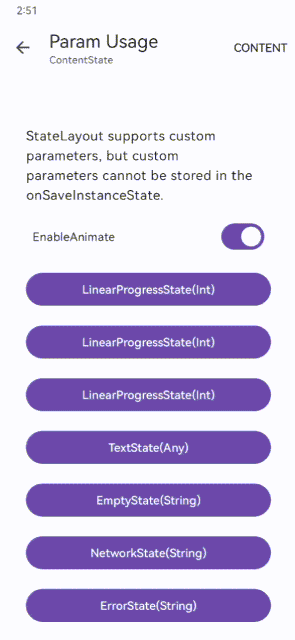 2:51
Param Usage
CONTENT
ContentState
StateLayout supports custom
parameters, but custom
parameters cannot be stored in the
onSaveInstanceState.
EnableAnimate
LinearProgressState(Int)
LinearProgressState(Int)
LinearProgressState(Int)
TextState(Any)
EmptyState(String)
NetworkState(String)
ErrorState(String)